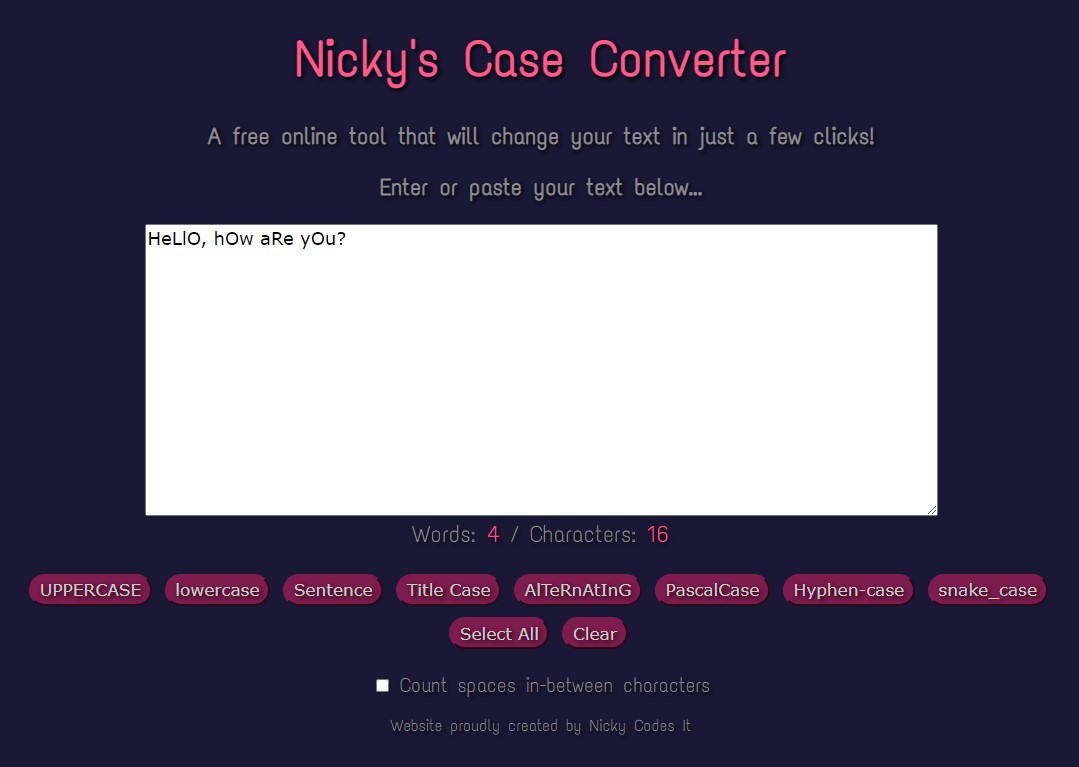 Nicky's Case Converter
A free online tool that will change your text in just a few clicks!
Enter or paste your text below...
HeLlO, hOw aRe yOu?
Words: 4 / Characters: 16
UPPERCASE lowercase Sentence Title Case AlTeRnAtInG PascalCase Hyphen-case snake_case
Select All Clear
Count spaces in-between characters
Website proudly created by Nicky Codes It